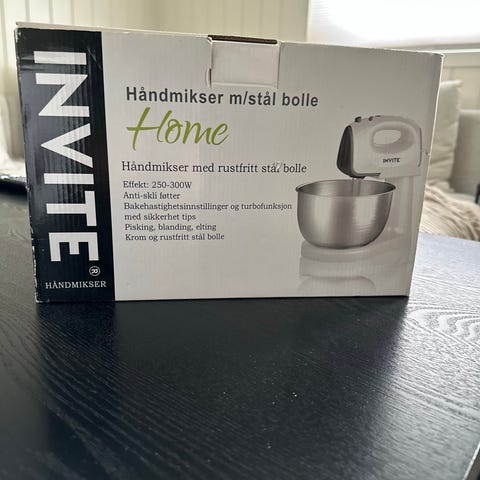 INVITE
®
HÅNDMIKSER
Håndmikser m/stål bolle
Home
Håndmikser med rustfritt stål bolle
Effekt: 250-300W
Anti-skli føtter
Bakehastighetsinnstillinger og turbofunksjon
med sikkerhet tips
Pisking, blanding, elting
Krom og rustfritt stål bolle
INVITE